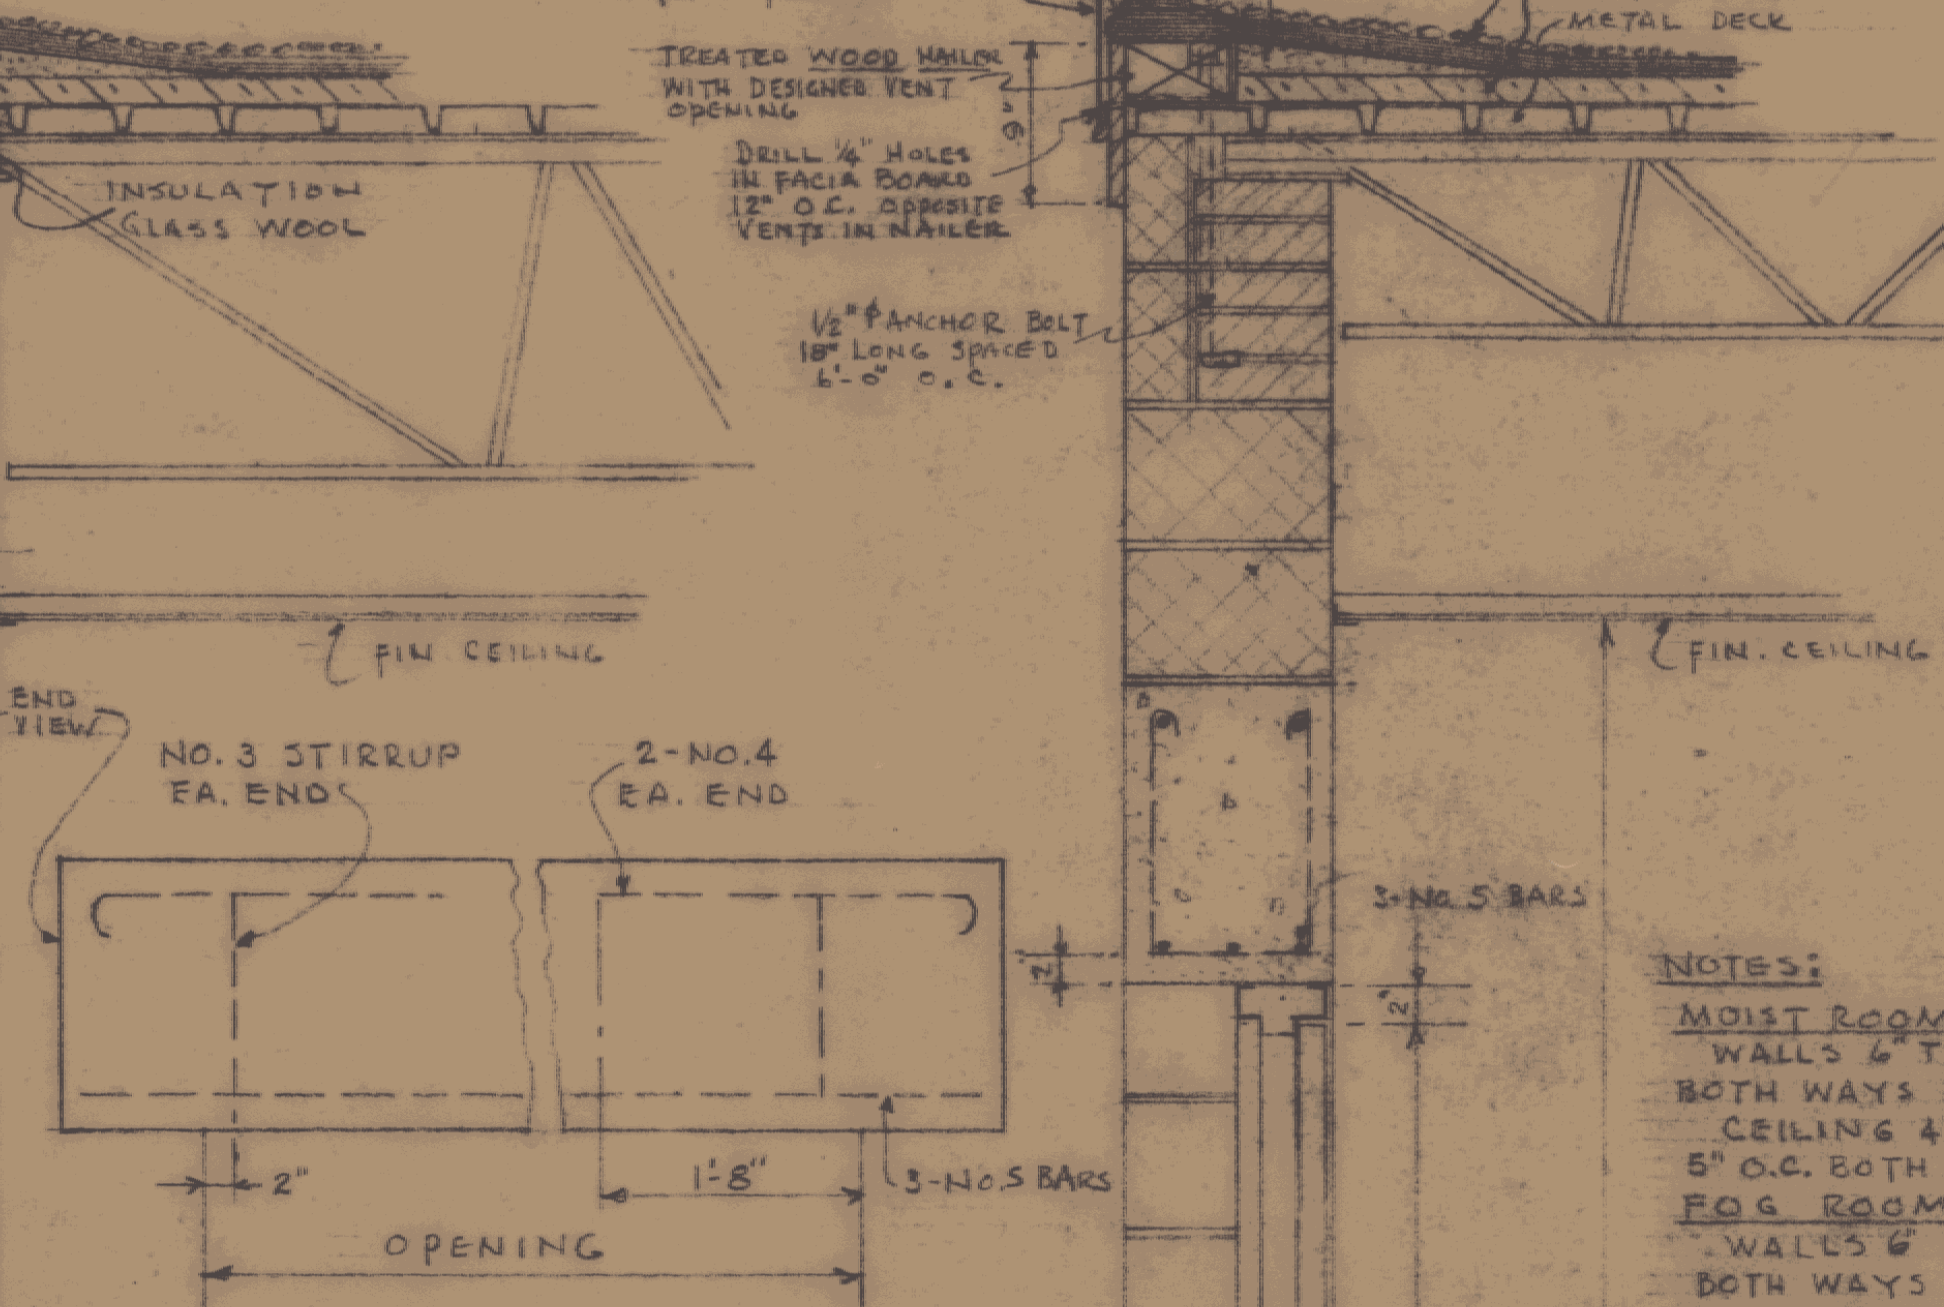 METAL DECK
TREATED WOOD NAILER
WITH DESIGNED VENT
OPENING
DRILL 1/4" HOLES
IN FACIA BOARD
12" O.C. OPPOSITE
VENTS IN NAILER
INSULATION
GLASS WOOL
1/2" φ ANCHOR BOLT
18" LONG SPACED
6'-0" O.C.
FIN. CEILING
FIN. CEILING
END
VIEW
NO. 3 STIRRUP
EA. END
2-NO.4
EA. END
3-NO. 5 BARS
2"
2"
2"
1'-8"
3-NO.5 BARS
OPENING
NOTES:
MOIST ROOM
WALLS 6" T
BOTH WAYS
CEILING 4
5" O.C. BOTH
FOG ROOM
WALLS 6"
BOTH WAYS